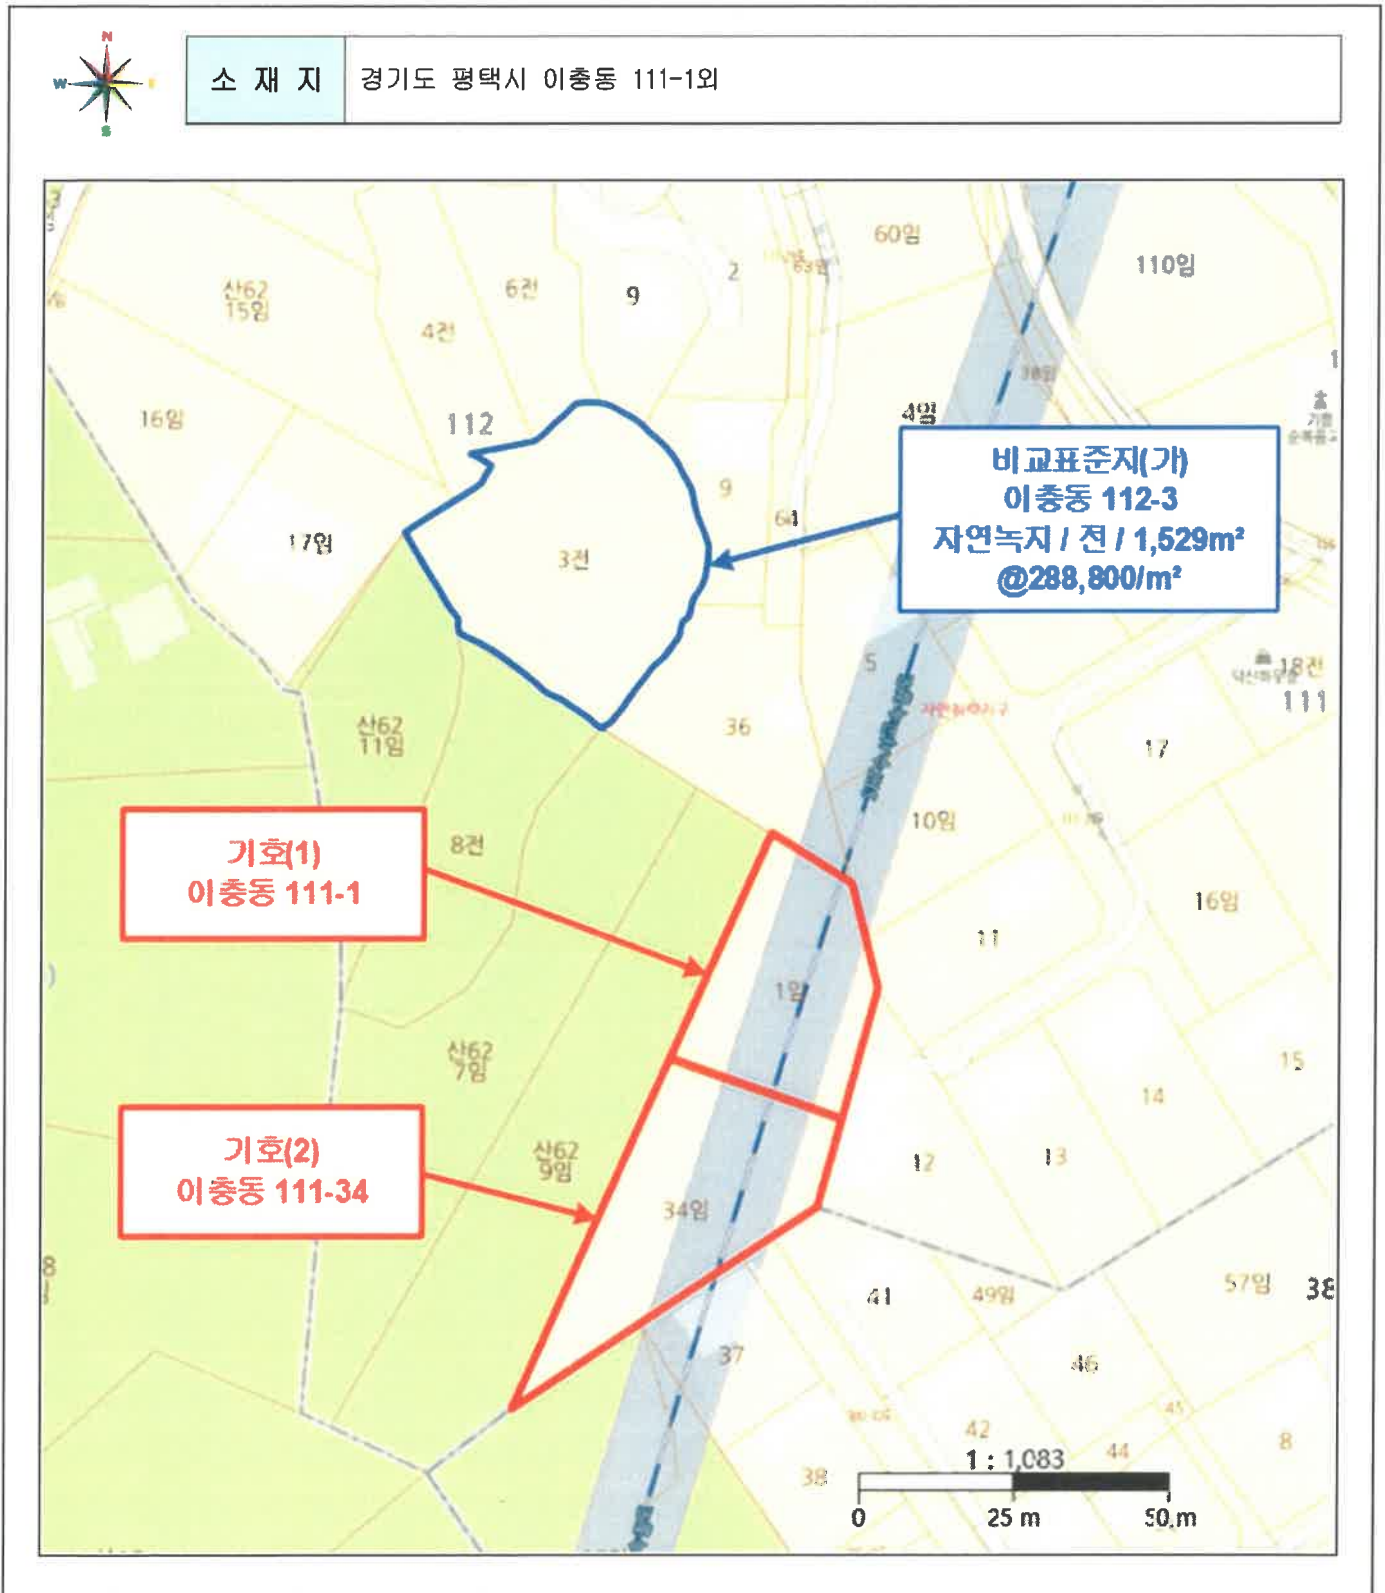 N
W
E
S
소 재 지
경기도 평택시 이충동 111-1외
60임
110임
2
6전
9
산62
15임
4전
4임
16임
112
비교표준지(가)
이충동 112-3
자연녹지 / 전 / 1,529m²
@288,800/m²
9
17임
3전
5
18전
111
산62
11임
36
17
기호(1)
이충동 111-1
8전
10임
16임
11
1임
산62
7임
15
14
기호(2)
이충동 111-34
산62
9임
12
13
34임
41
49임
57임
38
37
46
45
42
44
8
38
1 : 1,083
0
25 m
50 m